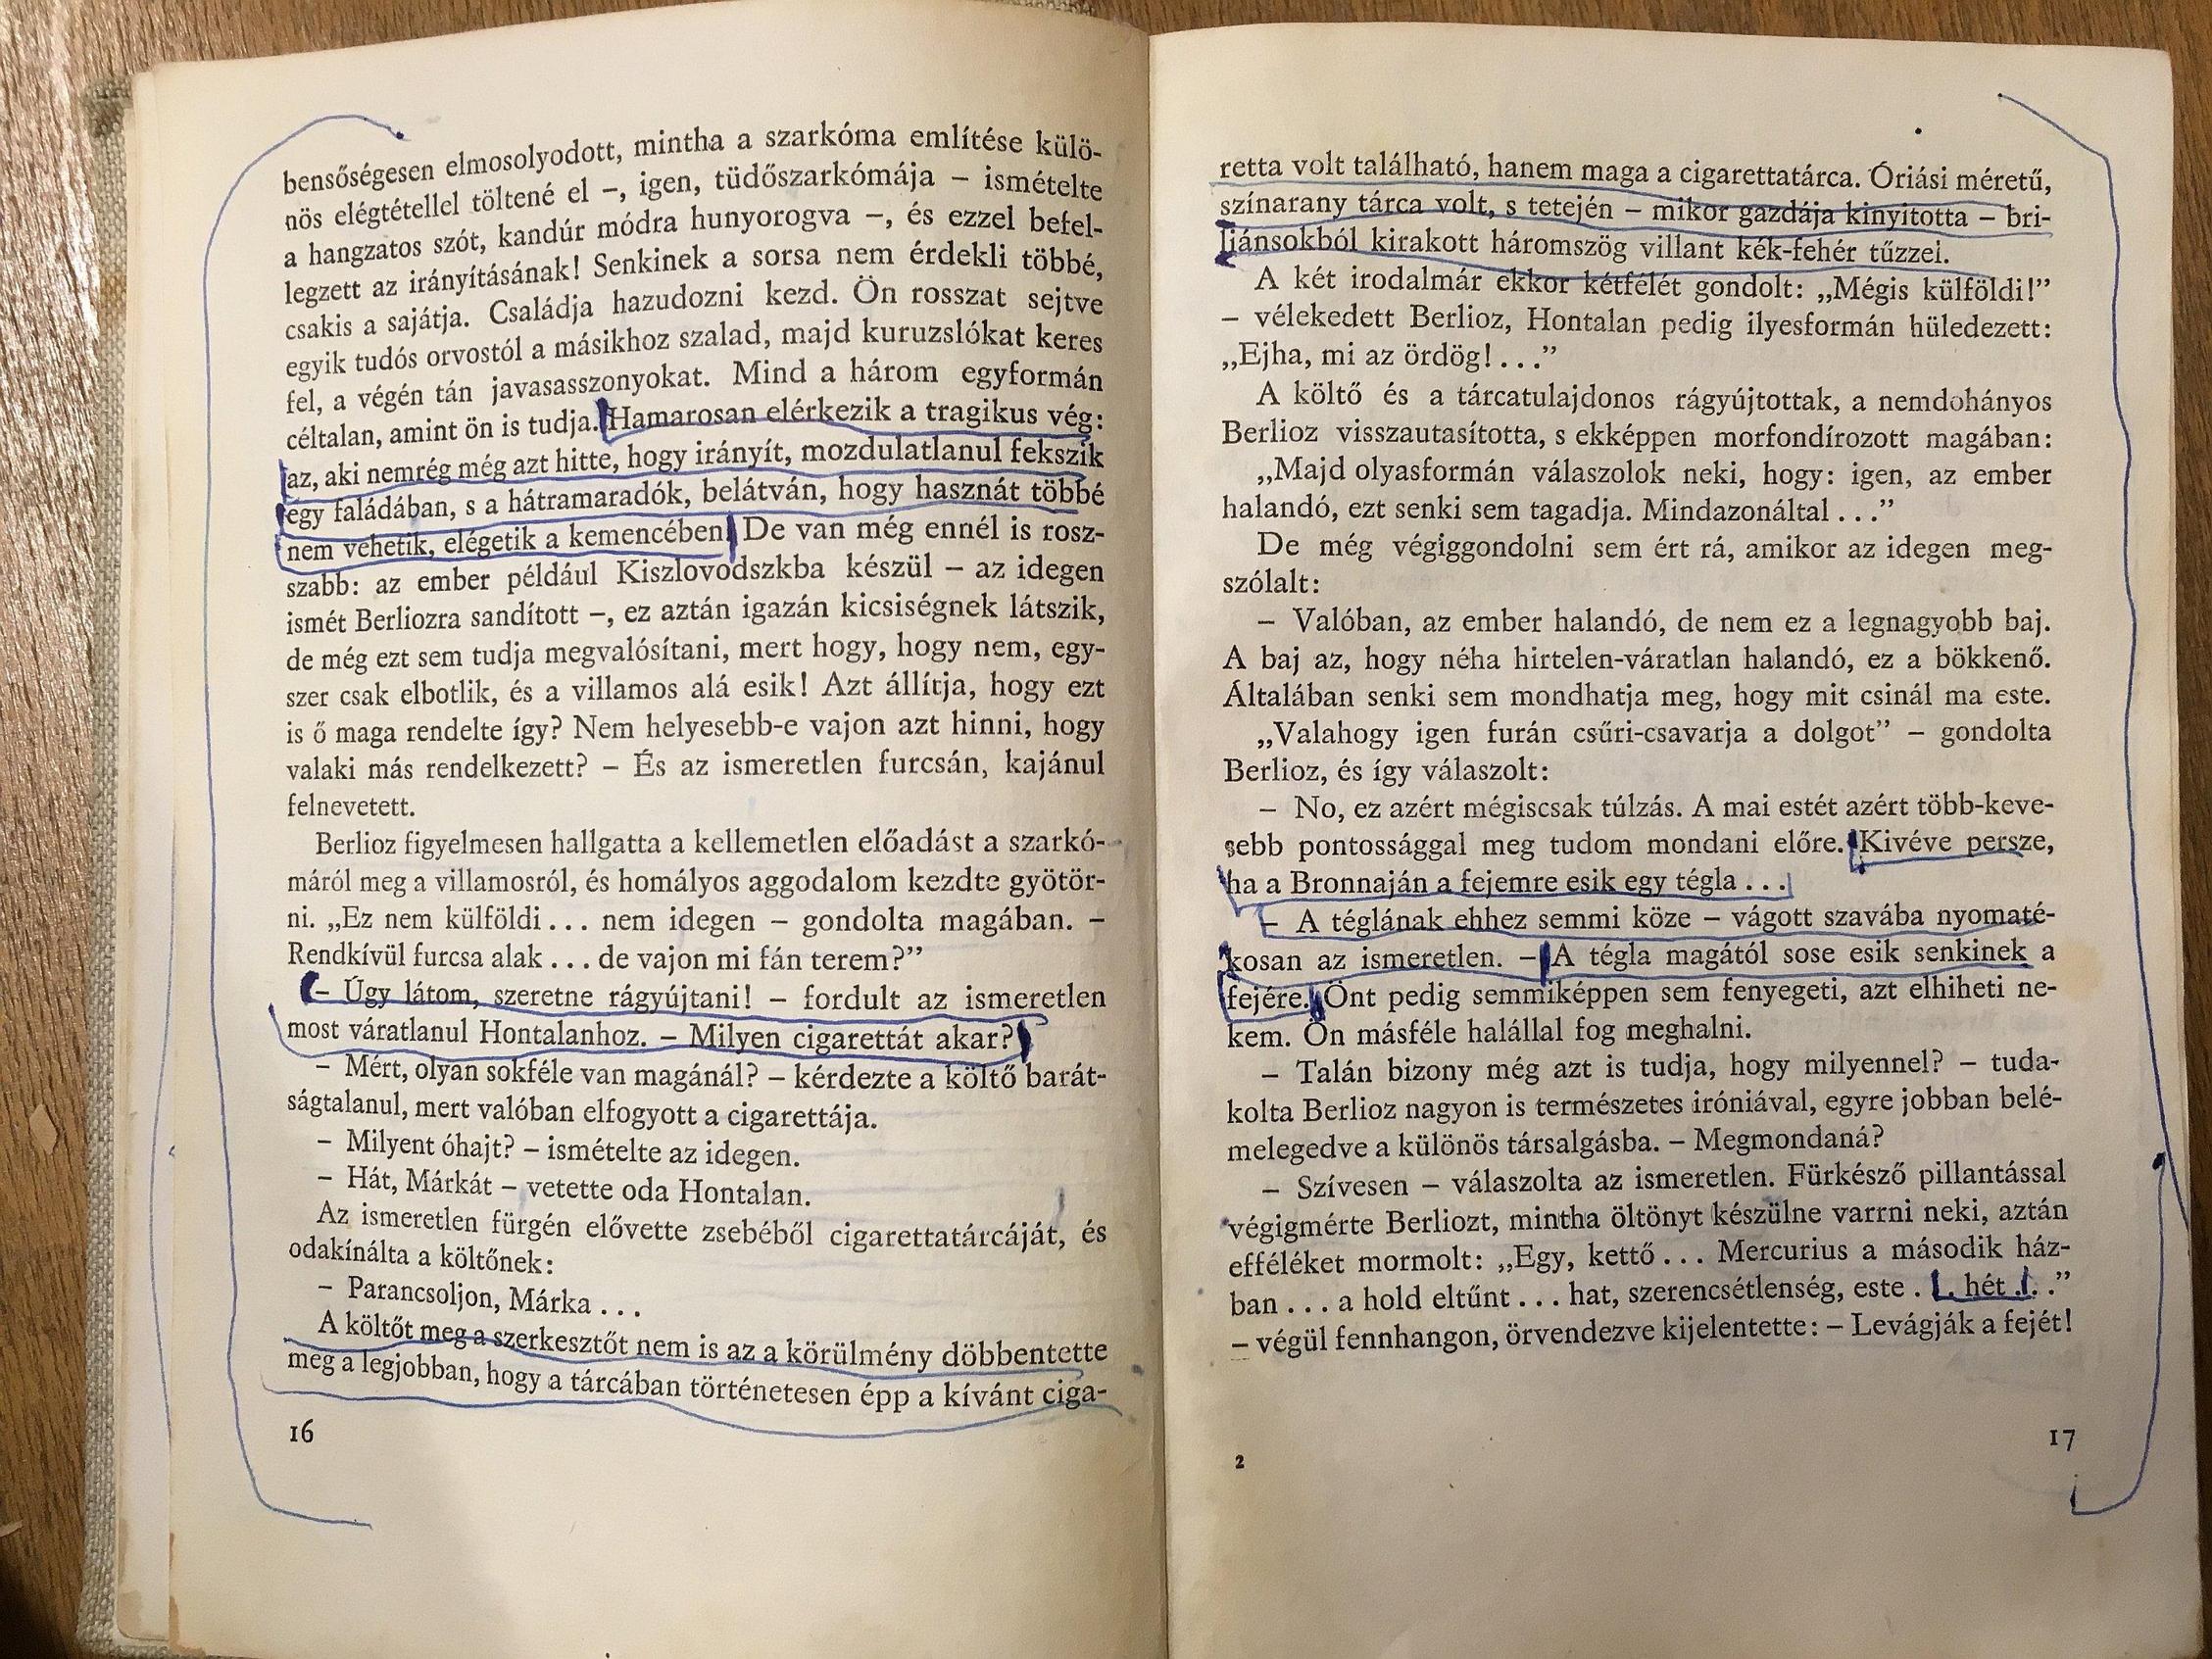 bensőségesen elmosolyodott, mintha a szarkóma említése külö-
nös elégtétellel töltené el –, igen, tüdőszarkómája – ismételte
a hangzatos szót, kandúr módra hunyorogva –, és ezzel befel-
legzett az irányításának! Senkinek a sorsa nem érdekli többé,
csakis a sajátja. Családja hazudozni kezd. Ön rosszat sejtve
egyik tudós orvostól a másikhoz szalad, majd kuruzslókat keres
fel, a végén tán javasasszonyokat. Mind a három egyformán
céltalan, amint ön is tudja. Hamarosan elérkezik a tragikus vég:
az, aki nemrég még azt hitte, hogy irányít, mozdulatlanul fekszik
egy faládában, s a hátramaradók, belátván, hogy hasznát többé
nem vehetik, elégetik a kemencében. De van még ennél is rosz-
szabb: az ember például Kiszlovodszkba készül – az idegen
ismét Berliozra sandított –, ez aztán igazán kicsiségnek látszik,
de még ezt sem tudja megvalósítani, mert hogy, hogy nem, egy-
szer csak elbotlik, és a villamos alá esik! Azt állítja, hogy ezt
is ő maga rendelte így? Nem helyesebb-e vajon azt hinni, hogy
valaki más rendelkezett? – És az ismeretlen furcsán, kajánul
felnevetett.
Berlioz figyelmesen hallgatta a kellemetlen előadást a szarkó-
máról meg a villamosról, és homályos aggodalom kezdte gyötör-
ni. „Ez nem külföldi... nem idegen – gondolta magában. –
Rendkívül furcsa alak... de vajon mi fán terem?”
– Úgy látom, szeretne rágyújtani! – fordult az ismeretlen
most váratlanul Hontalanhoz. – Milyen cigarettát akar?
– Mért, olyan sokféle van magánál? – kérdezte a költő barát-
ságtalanul, mert valóban elfogyott a cigarettája.
– Milyent óhajt? – ismételte az idegen.
– Hát, Márkát – vetette oda Hontalan.
Az ismeretlen fürgén elővette zsebéből cigarettatárcáját, és
odakínálta a költőnek:
– Parancsoljon, Márka...
A költőt meg a szerkesztőt nem is az a körülmény döbbentette
meg a legjobban, hogy a tárcában történetesen épp a kívánt ciga-
16
retta volt található, hanem maga a cigarettatárca. Óriási méretű,
színarany tárca volt, s tetején – mikor gazdája kinyitotta – bri-
liánsokból kirakott háromszög villant kék-fehér tűzzel.
A két irodalmár ekkor kétfélét gondolt: „Mégis külföldi!”
– vélekedett Berlioz, Hontalan pedig ilyesformán hüledezett:
„Ejha, mi az ördög!...”
A költő és a tárcatulajdonos rágyújtottak, a nemdohányos
Berlioz visszautasította, s ekképpen morfondírozott magában:
„Majd olyasformán válaszolok neki, hogy: igen, az ember
halandó, ezt senki sem tagadja. Mindazonáltal...”
De még végiggondolni sem ért rá, amikor az idegen meg-
szólalt:
– Valóban, az ember halandó, de nem ez a legnagyobb baj.
A baj az, hogy néha hirtelen-váratlan halandó, ez a bökkenő.
Általában senki sem mondhatja meg, hogy mit csinál ma este.
„Valahogy igen furán csűri-csavarja a dolgot” – gondolta
Berlioz, és így válaszolt:
– No, ez azért mégiscsak túlzás. A mai estét azért több-keve-
sebb pontossággal meg tudom mondani előre. Kivéve persze,
ha a Bronnaján a fejemre esik egy tégla...
– A téglának ehhez semmi köze – vágott szavába nyomaté-
kosan az ismeretlen. – A tégla magától sose esik senkinek a
fejére. Önt pedig semmiképpen sem fenyegeti, azt elhiheti ne-
kem. Ön másféle halállal fog meghalni.
– Talán bizony még azt is tudja, hogy milyennel? – tuda-
kolta Berlioz nagyon is természetes iróniával, egyre jobban belé-
melegedve a különös társalgásba. – Megmondaná?
– Szívesen – válaszolta az ismeretlen. Fürkésző pillantással
végigmérte Berliozt, mintha öltönyt készülne varrni neki, aztán
efféléket mormolt: „Egy, kettő... Mercurius a második ház-
ban... a hold eltűnt... hat, szerencsétlenség, este... hét...”
– végül fennhangon, örvendezve kijelentette: – Levágják a fejét!
2
17